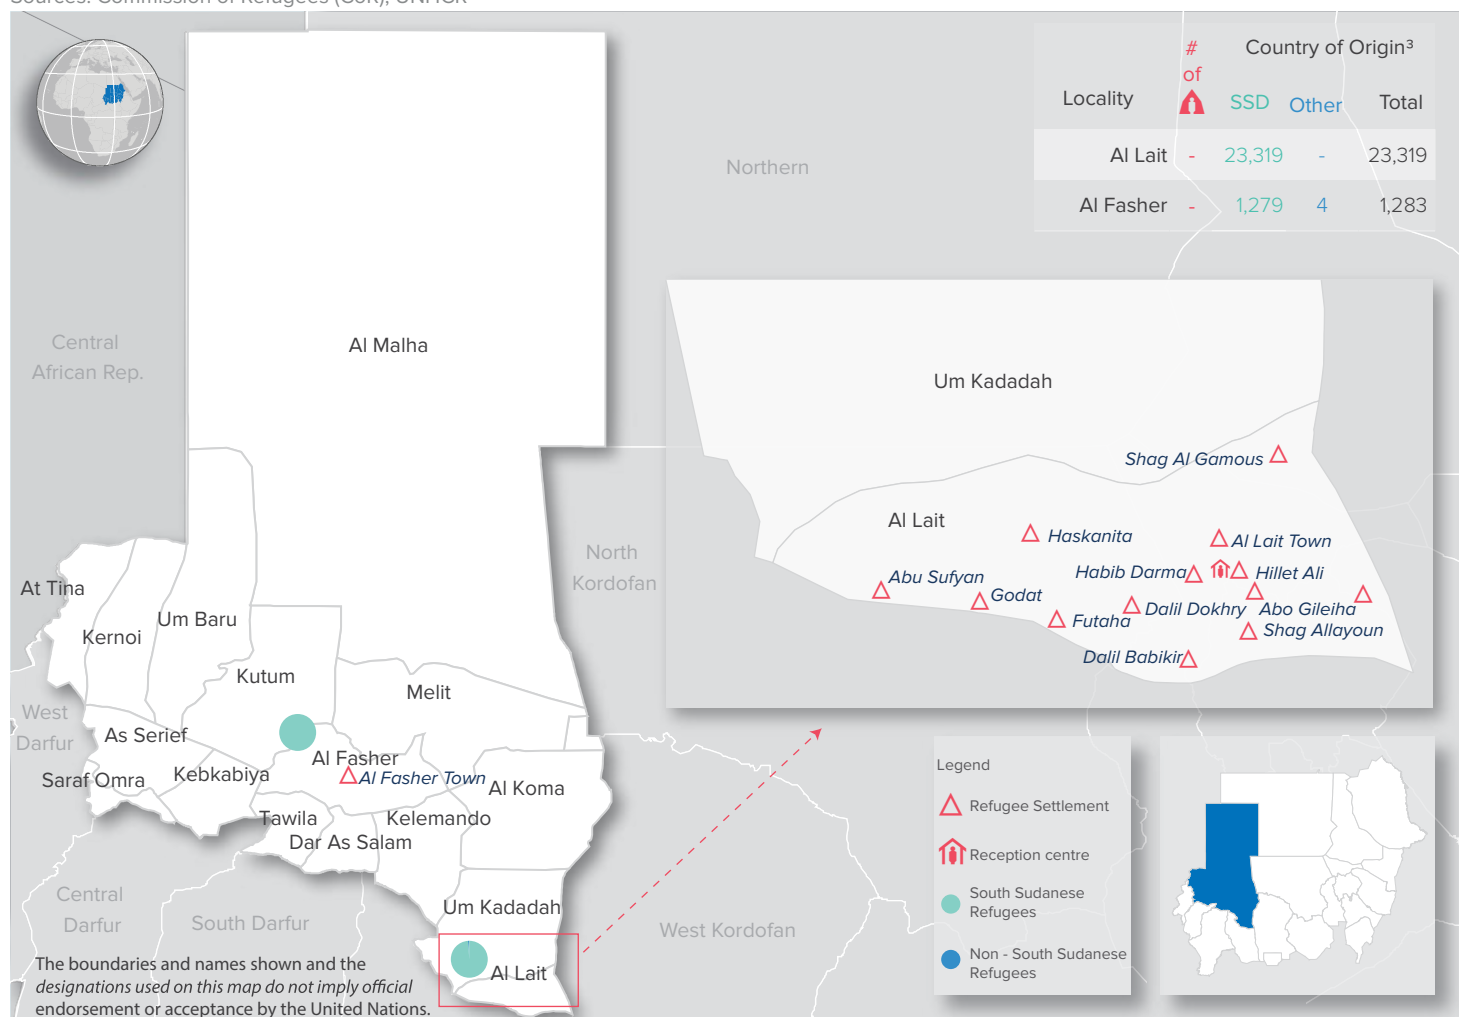 Sources: Commission of Refugees (CoR), UNHCR
#
of
Country of Origin³
Locality
SSD
Other
Total
Al Lait - 23,319 - 23,319
Al Fasher - 1,279 4 1,283
Northern
Central
African Rep.
Al Malha
Um Kadadah
Shag Al Gamous
Al Lait
Haskanita
Al Lait Town
Abu Sufyan
Habib Darma
Hillet Ali
Godat
Dalil Dokhry
Abo Gileiha
Futaha
Shag Allayoun
Dalil Babikir
North
Kordofan
At Tina
Kernoi
Um Baru
Kutum
Melit
West
Darfur
As Serief
Al Fasher
Al Fasher Town
Saraf Omra
Kebkabiya
Al Koma
Tawila
Kelemando
Dar As Salam
Central
Darfur
South Darfur
Um Kadadah
West Kordofan
Al Lait
Legend
Refugee Settlement
Reception centre
South Sudanese
Refugees
Non - South Sudanese
Refugees
The boundaries and names shown and the
designations used on this map do not imply official
endorsement or acceptance by the United Nations.